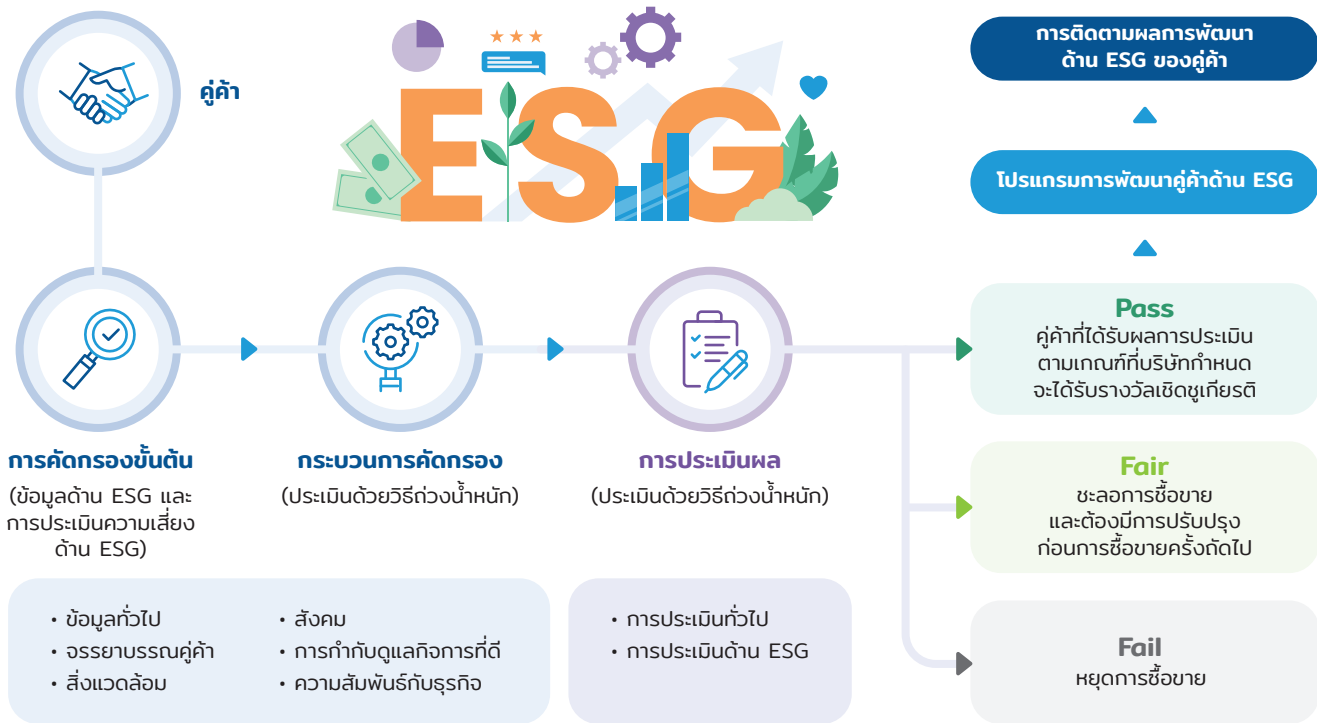 คู่ค้า
ESG
การคัดกรองขั้นต้น
(ข้อมูลด้าน ESG และ
การประเมินความเสี่ยง
ด้าน ESG)
กระบวนการคัดกรอง
(ประเมินด้วยวิธีถ่วงน้ำหนัก)
• ข้อมูลทั่วไป
• จรรยาบรรณคู่ค้า
• สิ่งแวดล้อม
• สังคม
• การกำกับดูแลกิจการที่ดี
• ความสัมพันธ์กับธุรกิจ
การประเมินผล
(ประเมินด้วยวิธีถ่วงน้ำหนัก)
• การประเมินทั่วไป
• การประเมินด้าน ESG
การติดตามผลการพัฒนา
ด้าน ESG ของคู่ค้า
โปรแกรมการพัฒนาคู่ค้าด้าน ESG
Pass
คู่ค้าที่ได้รับผลการประเมิน
ตามเกณฑ์ที่บริษัทกำหนด
จะได้รับรางวัลเชิดชูเกียรติ
Fair
ชะลอการซื้อขาย
และต้องมีการปรับปรุง
ก่อนการซื้อขายครั้งถัดไป
Fail
หยุดการซื้อขาย